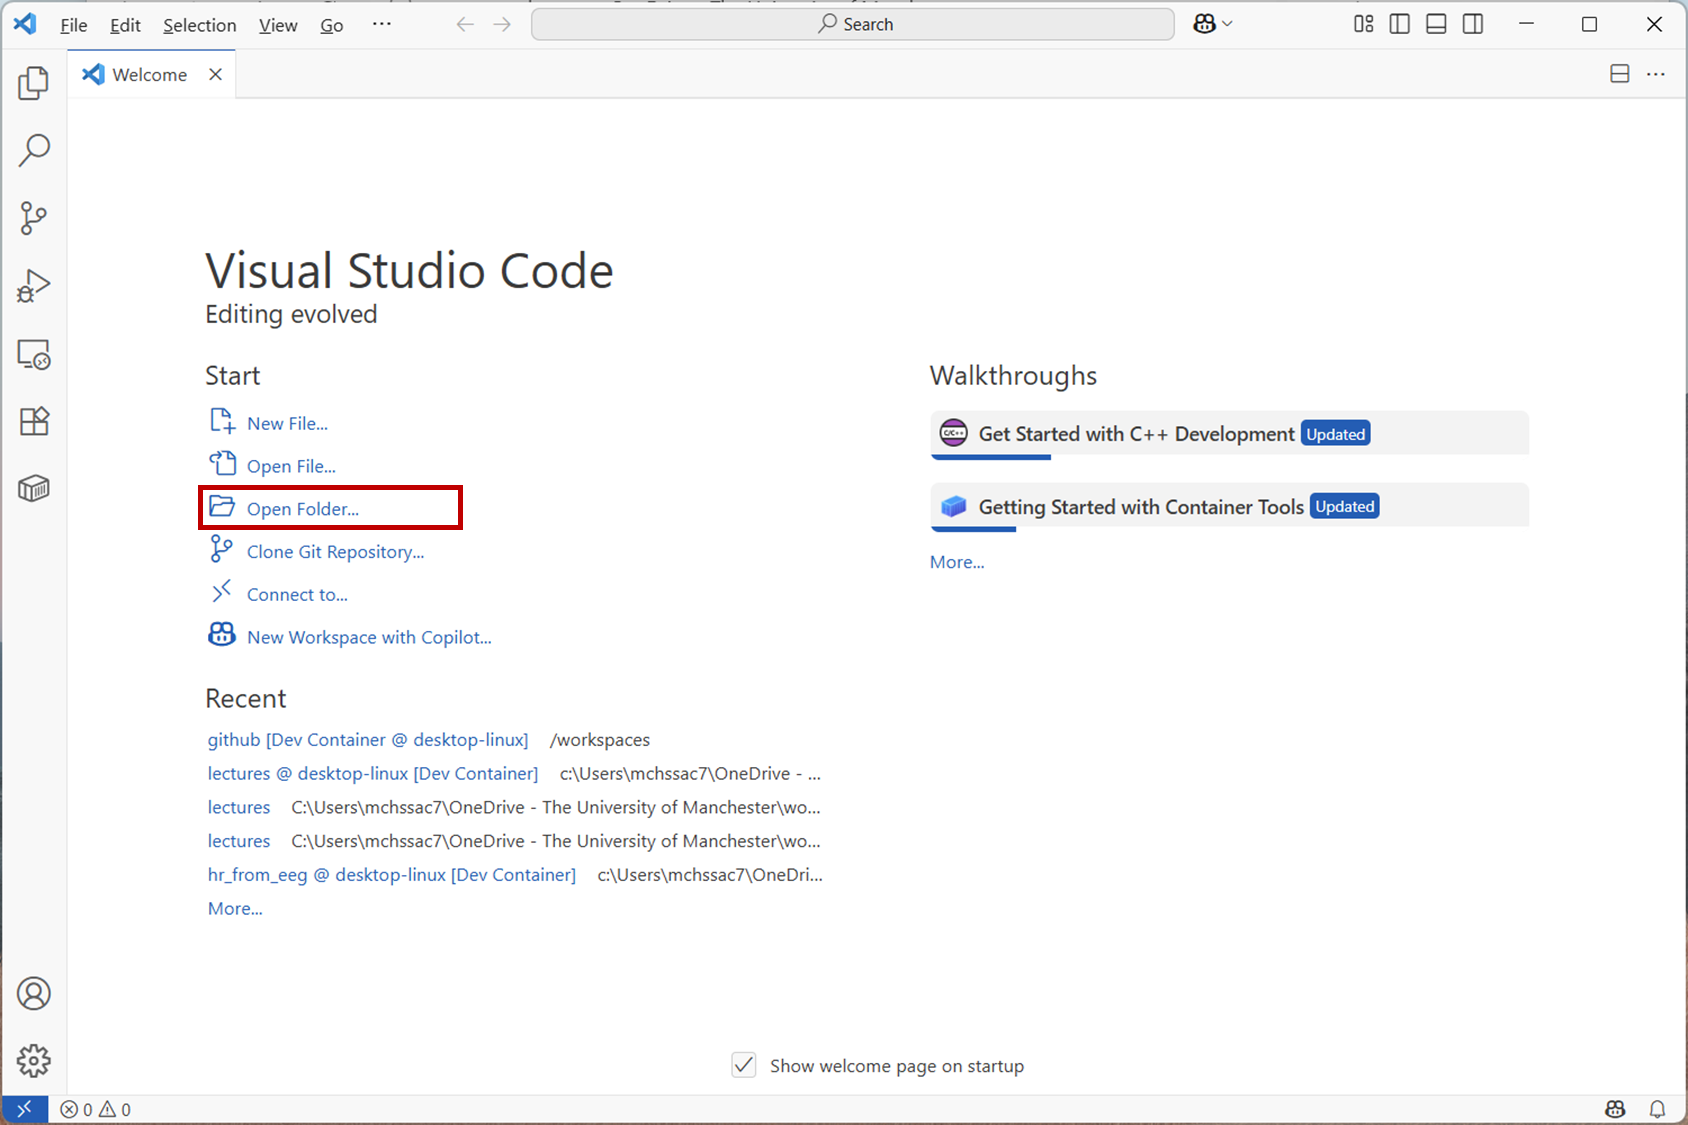 File Edit Selection View Go ... Search
Welcome
Visual Studio Code
Editing evolved
Start
New File...
Open File...
Open Folder...
Clone Git Repository...
Connect to...
New Workspace with Copilot...
Recent
github [Dev Container @ desktop-linux] /workspaces
lectures @ desktop-linux [Dev Container] c:\Users\mchssac7\OneDrive - ...
lectures C:\Users\mchssac7\OneDrive - The University of Manchester\wo...
lectures C:\Users\mchssac7\OneDrive - The University of Manchester\wo...
hr_from_eeg @ desktop-linux [Dev Container] c:\Users\mchssac7\OneDri...
More...
Walkthroughs
C/C++ Get Started with C++ Development Updated
Getting Started with Container Tools Updated
More...
Show welcome page on startup
0 0